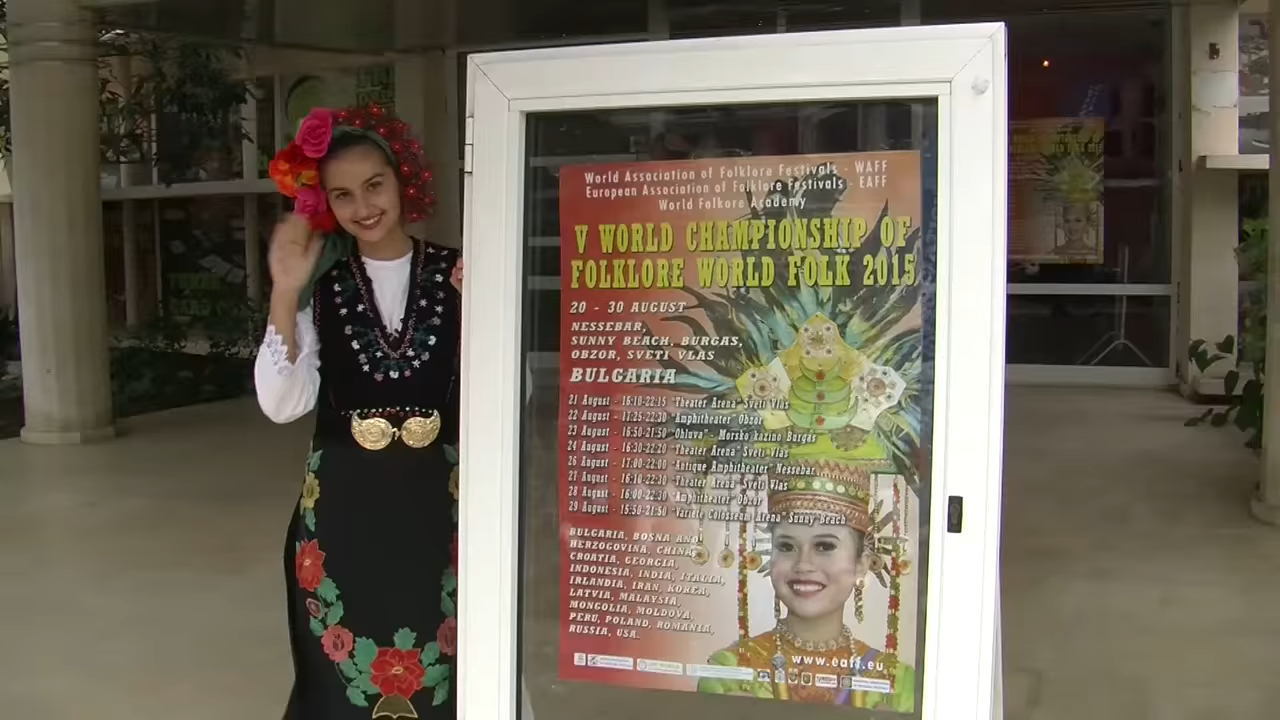 World Association of Folklore Festivals - WAFF
European Association of Folklore Festivals - EAFF
World Folkore Academy
V WORLD CHAMPIONSHIP OF
FOLKLORE WORLD FOLK 2015
20 - 30 AUGUST
NESSEBAR,
SUNNY BEACH, BURGAS,
OBZOR, SVETI VLAS
BULGARIA
21 August - 16:10-22:15 "Theater Arena" Sveti Vlas
22 August - 17:25-22:30 "Amphitheater" Obzor
23 August - 16:50-21:50 "Ohluva" - Morsko kazino Burgas
24 August - 16:30-22:20 "Theater Arena" Sveti Vlas
26 August - 17:00-22:00 "Antique Amphitheater" Nessebar
27 August - 16:10-22:30 "Theater Arena" Sveti Vlas
28 August - 16:00-22:30 "Amphitheater" Obzor
29 August - 15:50-21:50 "Variete Colosseum Arena" Sunny Beach
BULGARIA, BOSNA AND
HERZOGOVINA, CHINA,
CROATIA, GEORGIA,
INDONESIA, INDIA, ITALIA,
IRLANDIA, IRAN, KOREA,
LATVIA, MALAYSIA,
MONGOLIA, MOLDOVA,
PERU, POLAND, ROMANIA,
RUSSIA, USA.
www.eaff.eu